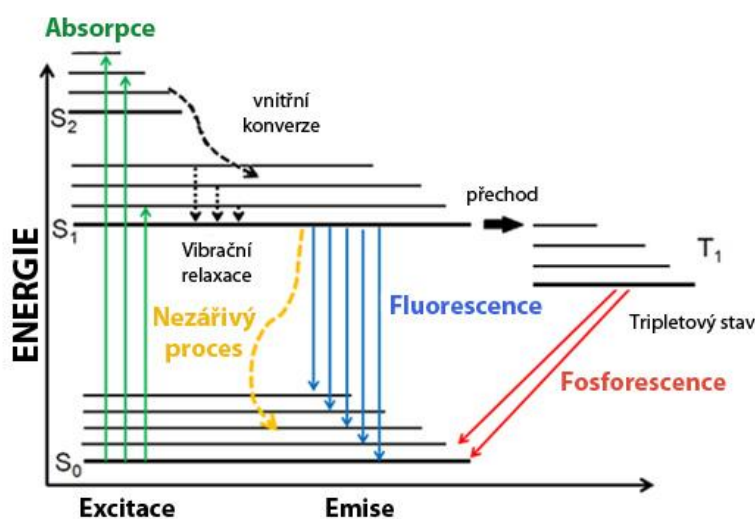 Absorpce
S2
vnitřní
konverze
přechod
S1
T1
Vibrační
relaxace
ENERGIE
Nezářivý
proces
Fluorescence
Tripletový stav
Fosforescence
S0
Excitace
Emise